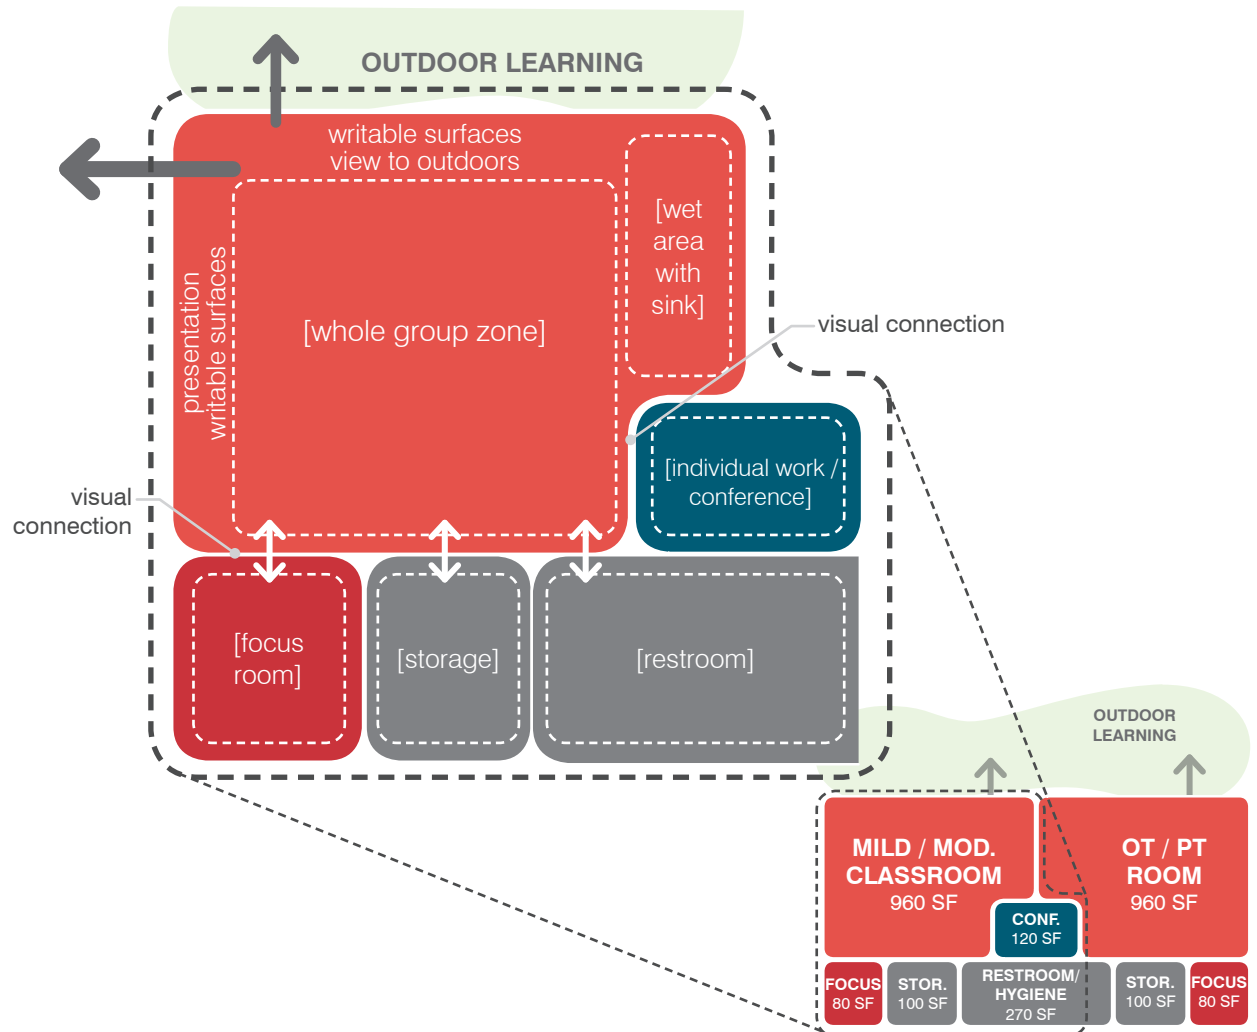 OUTDOOR LEARNING
writable surfaces
view to outdoors
[wet
area
with
sink]
presentation
writable surfaces
[whole group zone]
visual connection
[individual work /
conference]
visual
connection
[focus
room]
[storage]
[restroom]
OUTDOOR
LEARNING
MILD / MOD.
CLASSROOM
960 SF
OT / PT
ROOM
960 SF
CONF.
120 SF
FOCUS
80 SF
STOR.
100 SF
RESTROOM/
HYGIENE
270 SF
STOR.
100 SF
FOCUS
80 SF